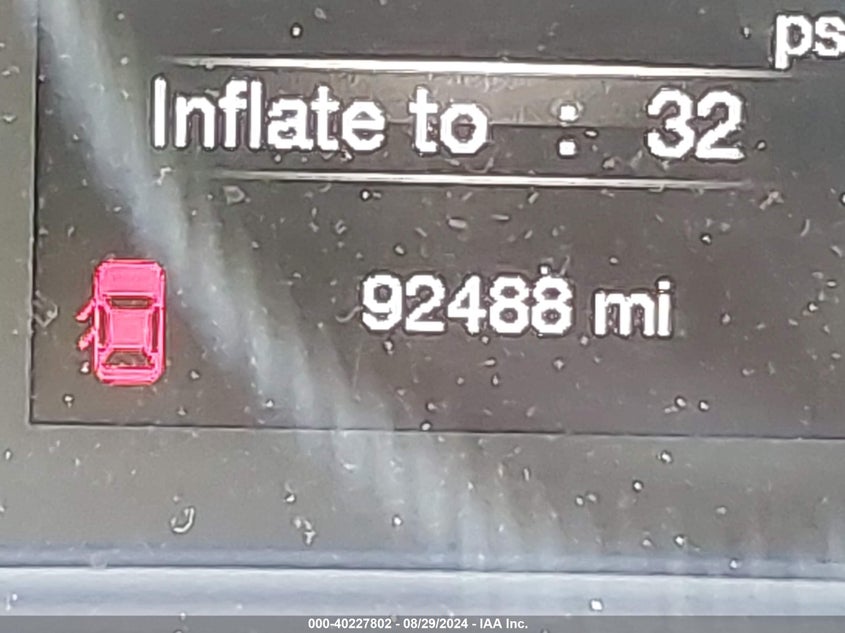 ps
Inflate to : 32
92488 mi
000-40227802 - 08/29/2024 - IAA Inc.